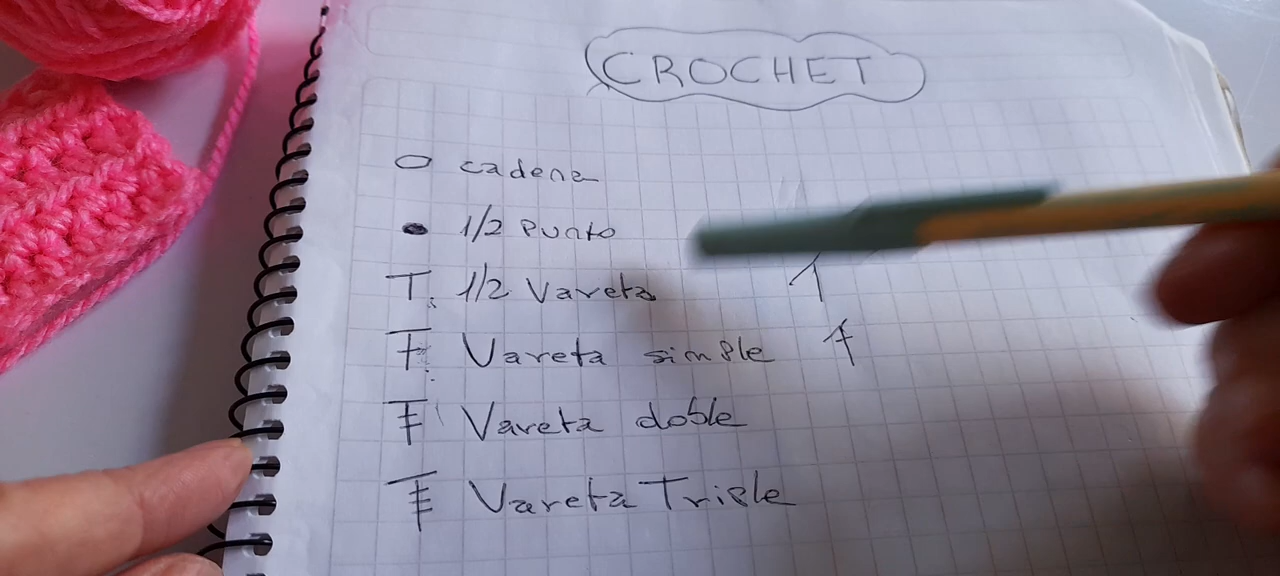 CROCHET
cadena
1/2 Punto
T 1/2 Vareta
Vareta simple
Vareta doble
Vareta Triple